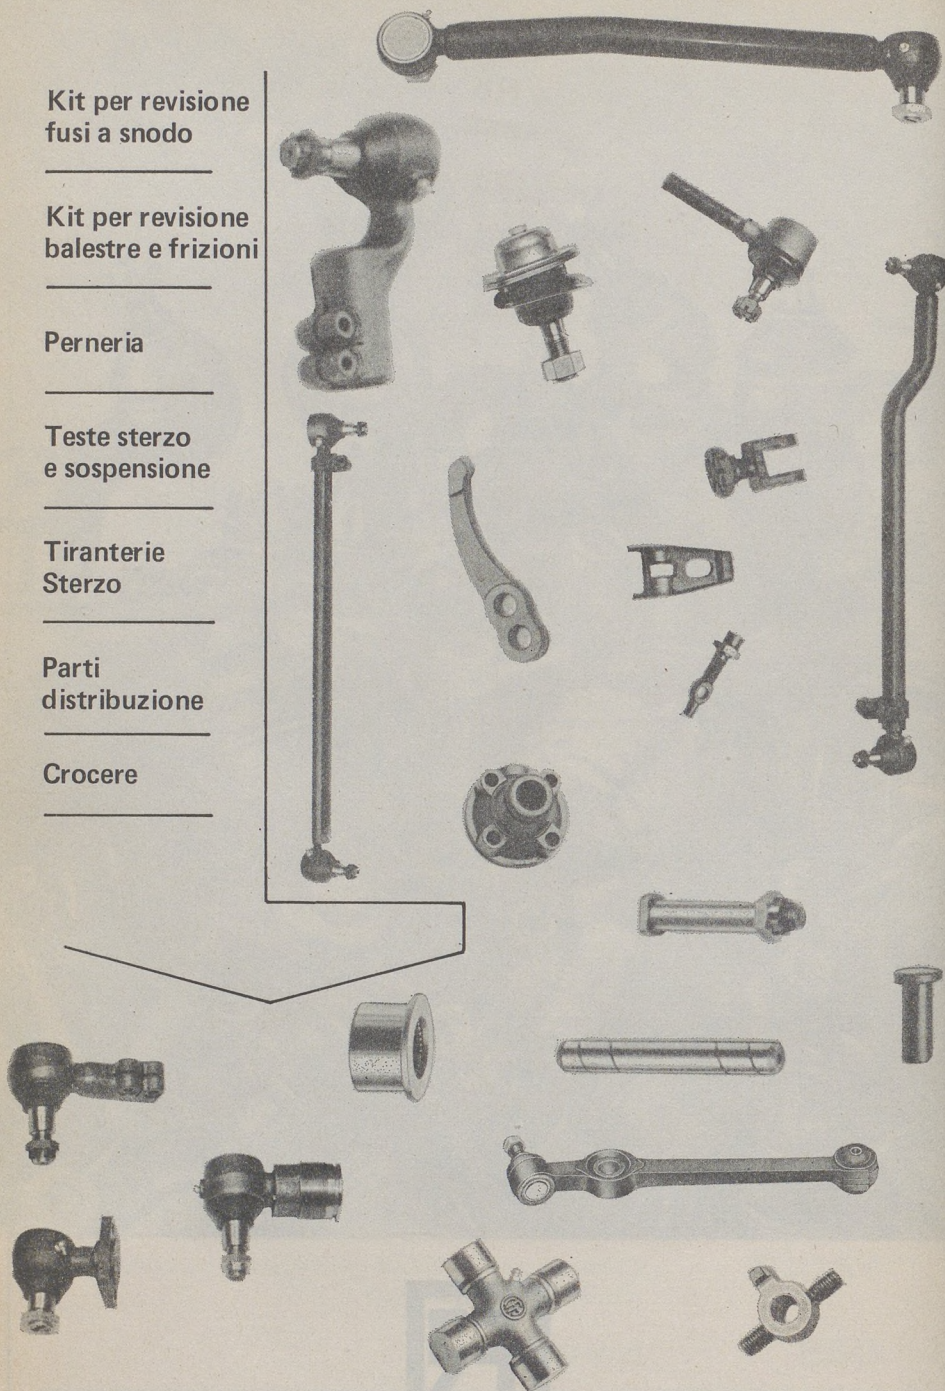 Kit per revisione
fusi a snodo
Kit per revisione
balestre e frizioni
Perneria
Teste sterzo
e sospensione
Tiranterie
Sterzo
Parti
distribuzione
Crocere